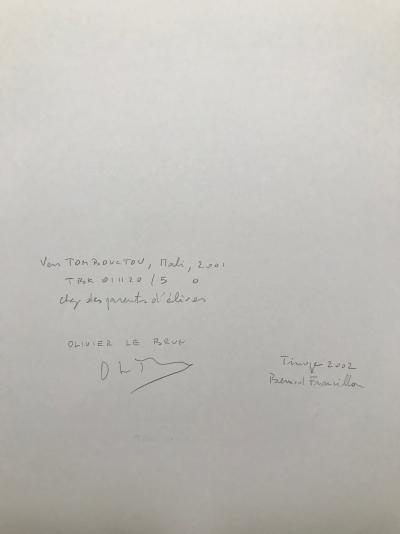 Vers TOMBOUCTOU, Mali, 2001
TBK 011120 / 5 0
chez des parents d'élèves
OLIVIER LE BRUN
Tirage 2002
Bernard Francillon